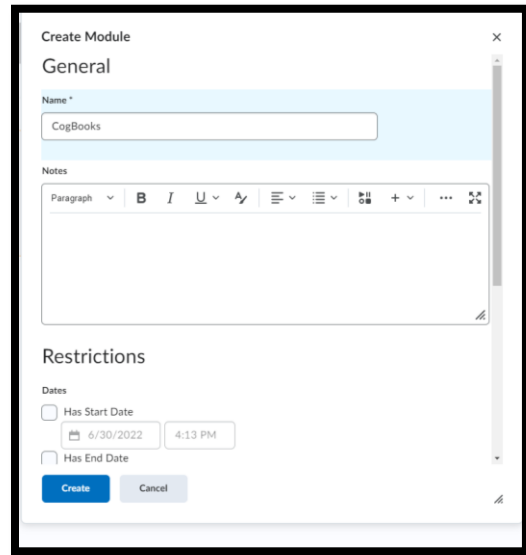 Create Module
General
Name *
CogBooks
Notes
Paragraph B I U A
Restrictions
Dates
Has Start Date
6/30/2022 4:13 PM
Has End Date
Create Cancel